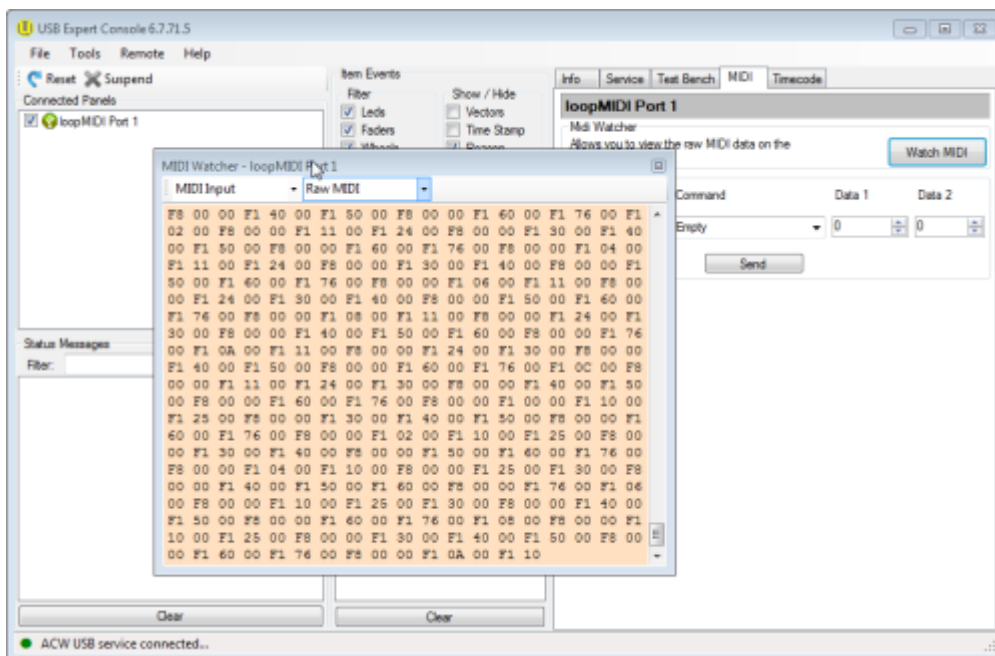 USB Expert Console 6.7.71.5
File Tools Remote Help
Reset Suspend
Connected Panels
loopMIDI Port 1
Item Events
Filter
Leds
Faders
Wheels
Show / Hide
Vectors
Time Stamp
Reason
Info Service Test Bench MIDI Timecode
loopMIDI Port 1
Midi Watcher
Allows you to view the raw MIDI data on the
Watch MIDI
Command Data 1 Data 2
Empty 0 0
Send
MIDI Watcher - loopMIDI Port 1
MIDI Input Raw MIDI
F8 00 00 F1 40 00 F1 50 00 F8 00 00 F1 60 00 F1 76 00 F1
02 00 F8 00 00 F1 11 00 F1 24 00 F8 00 00 F1 30 00 F1 40
00 F1 50 00 F8 00 00 F1 60 00 F1 76 00 F8 00 00 F1 04 00
F1 11 00 F1 24 00 F8 00 00 F1 30 00 F1 40 00 F8 00 00 F1
50 00 F1 60 00 F1 76 00 F8 00 00 F1 06 00 F1 11 00 F8 00
00 F1 24 00 F1 30 00 F1 40 00 F8 00 00 F1 50 00 F1 60 00
F1 76 00 F8 00 00 F1 08 00 F1 11 00 F8 00 00 F1 24 00 F1
30 00 F8 00 00 F1 40 00 F1 50 00 F1 60 00 F8 00 00 F1 76
00 F1 0A 00 F1 11 00 F8 00 00 F1 24 00 F1 30 00 F8 00 00
F1 40 00 F1 50 00 F8 00 00 F1 60 00 F1 76 00 F1 0C 00 F8
00 00 F1 11 00 F1 24 00 F1 30 00 F8 00 00 F1 40 00 F1 50
00 F8 00 00 F1 60 00 F1 76 00 F8 00 00 F1 00 00 F1 10 00
F1 25 00 F8 00 00 F1 30 00 F1 40 00 F1 50 00 F8 00 00 F1
60 00 F1 76 00 F8 00 00 F1 02 00 F1 10 00 F1 25 00 F8 00
00 F1 30 00 F1 40 00 F8 00 00 F1 50 00 F1 60 00 F1 76 00
F8 00 00 F1 04 00 F1 10 00 F8 00 00 F1 25 00 F1 30 00 F8
00 00 F1 40 00 F1 50 00 F1 60 00 F8 00 00 F1 76 00 F1 06
00 F8 00 00 F1 10 00 F1 25 00 F1 30 00 F8 00 00 F1 40 00
F1 50 00 F8 00 00 F1 60 00 F1 76 00 F1 08 00 F8 00 00 F1
10 00 F1 25 00 F8 00 00 F1 30 00 F1 40 00 F1 50 00 F8 00
00 F1 60 00 F1 76 00 F8 00 00 F1 0A 00 F1 10
Status Messages
Filter:
Clear
Clear
ACW USB service connected...